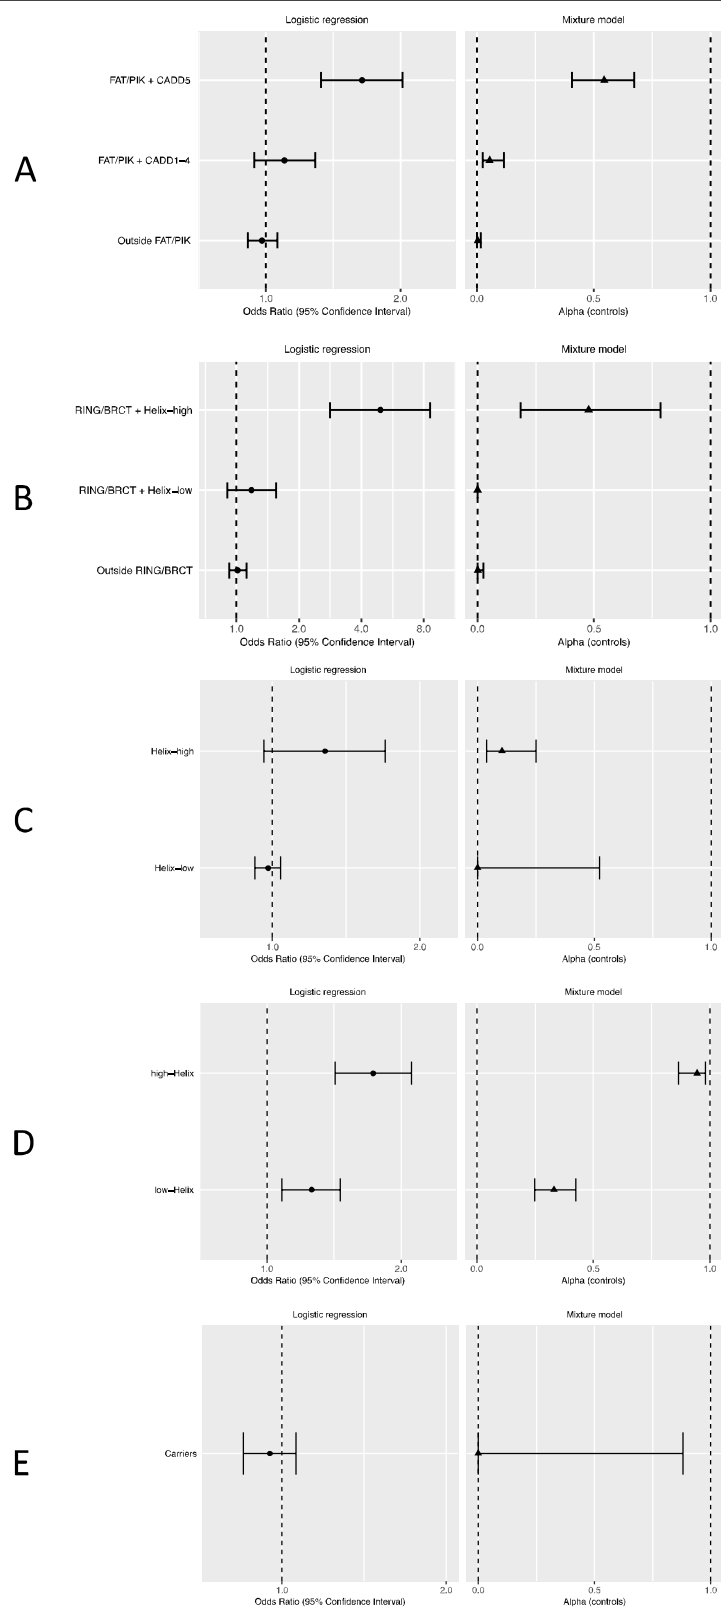 Logistic regression
Mixture model
A
FAT/PIK + CADD5
FAT/PIK + CADD1–4
Outside FAT/PIK
1.0 2.0
0.0 0.5 1.0
Odds Ratio (95% Confidence Interval)
Alpha (controls)
Logistic regression
Mixture model
B
RING/BRCT + Helix–high
RING/BRCT + Helix–low
Outside RING/BRCT
1.0 2.0 4.0 8.0
0.0 0.5 1.0
Odds Ratio (95% Confidence Interval)
Alpha (controls)
Logistic regression
Mixture model
C
Helix–high
Helix–low
1.0 2.0
0.0 0.5 1.0
Odds Ratio (95% Confidence Interval)
Alpha (controls)
Logistic regression
Mixture model
D
high–Helix
low–Helix
1.0 2.0
0.0 0.5 1.0
Odds Ratio (95% Confidence Interval)
Alpha (controls)
Logistic regression
Mixture model
E
Carriers
1.0 2.0
0.0 0.5 1.0
Odds Ratio (95% Confidence Interval)
Alpha (controls)